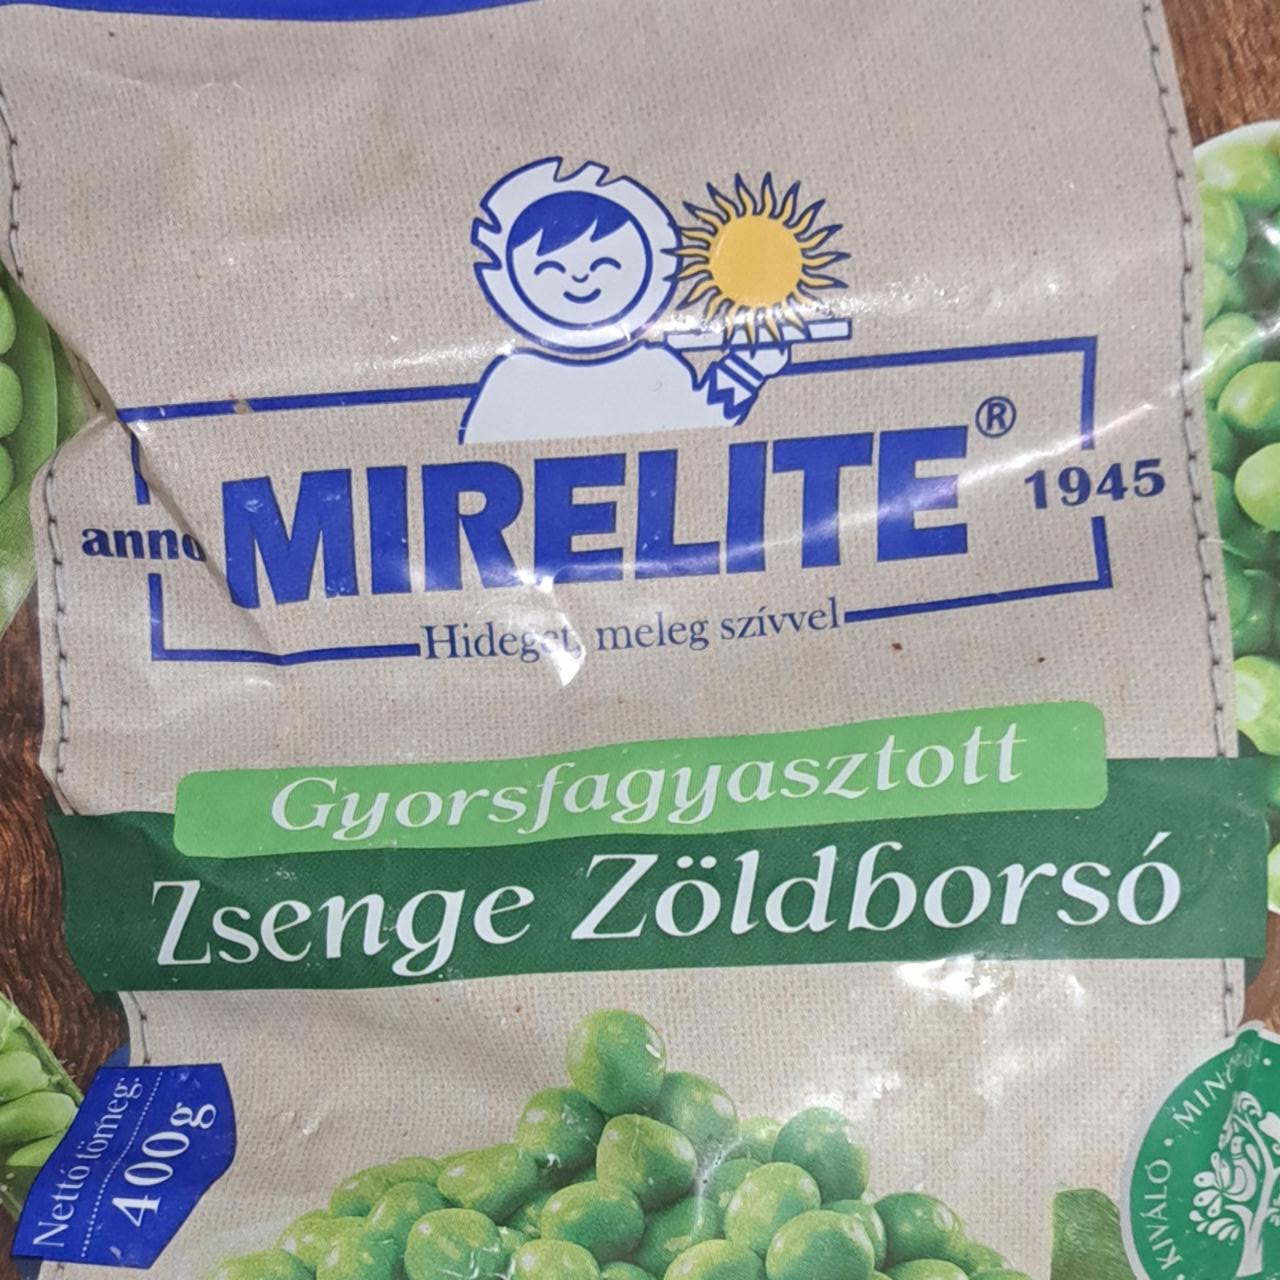 MIRELITE®
anno
1945
Hideget, meleg szívvel
Gyorsfagyasztott
Zsenge Zöldborsó
Nettó tömeg:
400g
KIVÁLÓ •